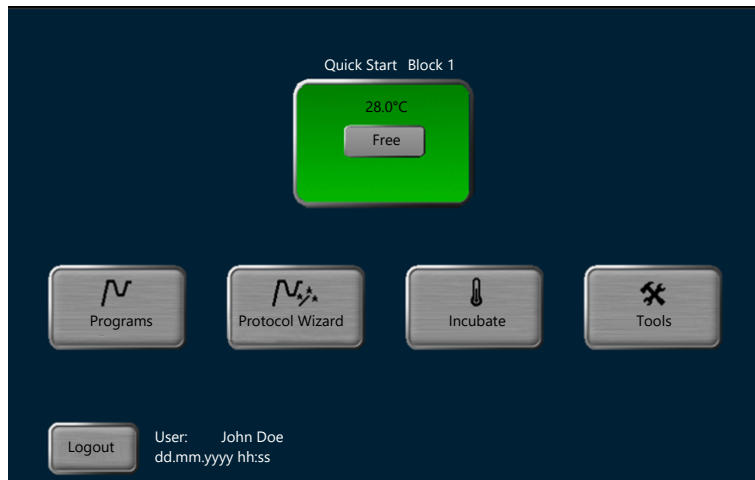 Quick Start Block 1
28.0°C
Free
Programs
Protocol Wizard
Incubate
Tools
Logout
User: John Doe
dd.mm.yyyy hh:ss